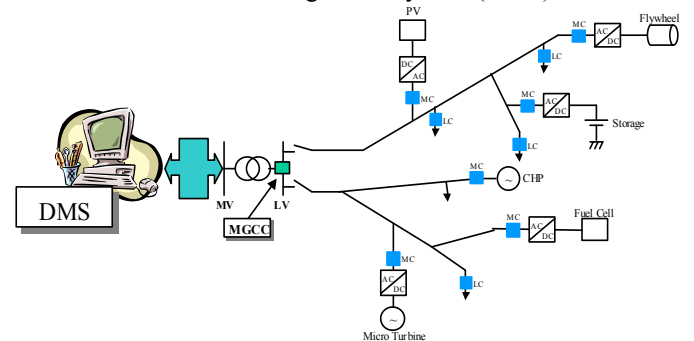 PV
Flywheel
MC
AC
DC
LC
DC
AC
MC
LC
MC
AC
DC
Storage
LC
DMS
MV
LV
MGCC
MC
~
CHP
Fuel Cell
MC
AC
DC
MC
AC
DC
LC
~
Micro Turbine